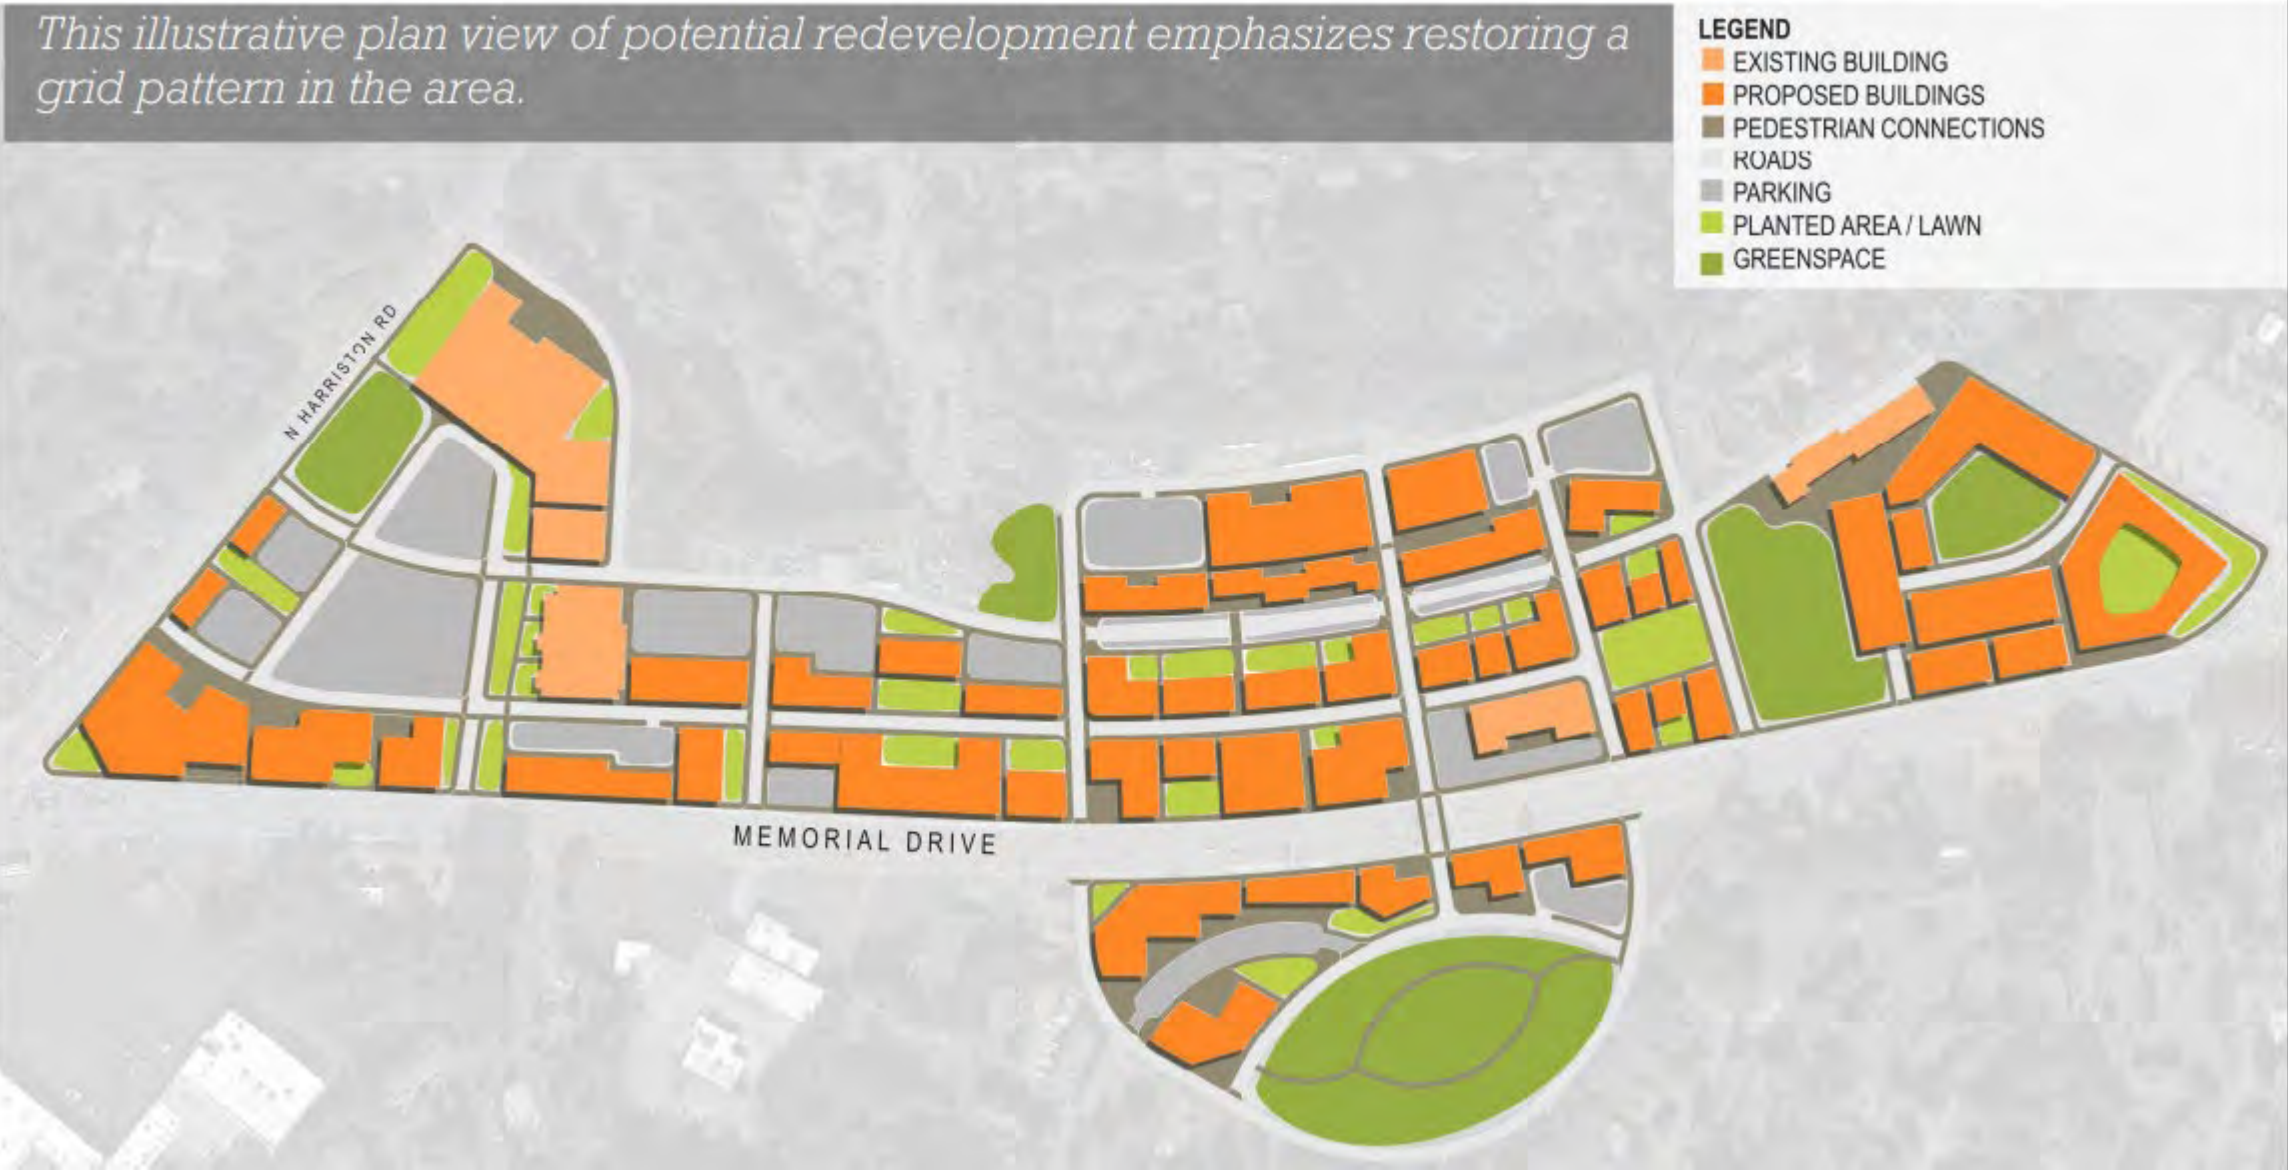 This illustrative plan view of potential redevelopment emphasizes restoring a
grid pattern in the area.
LEGEND
EXISTING BUILDING
PROPOSED BUILDINGS
PEDESTRIAN CONNECTIONS
ROADS
PARKING
PLANTED AREA / LAWN
GREENSPACE
N HARRISTON RD
MEMORIAL DRIVE